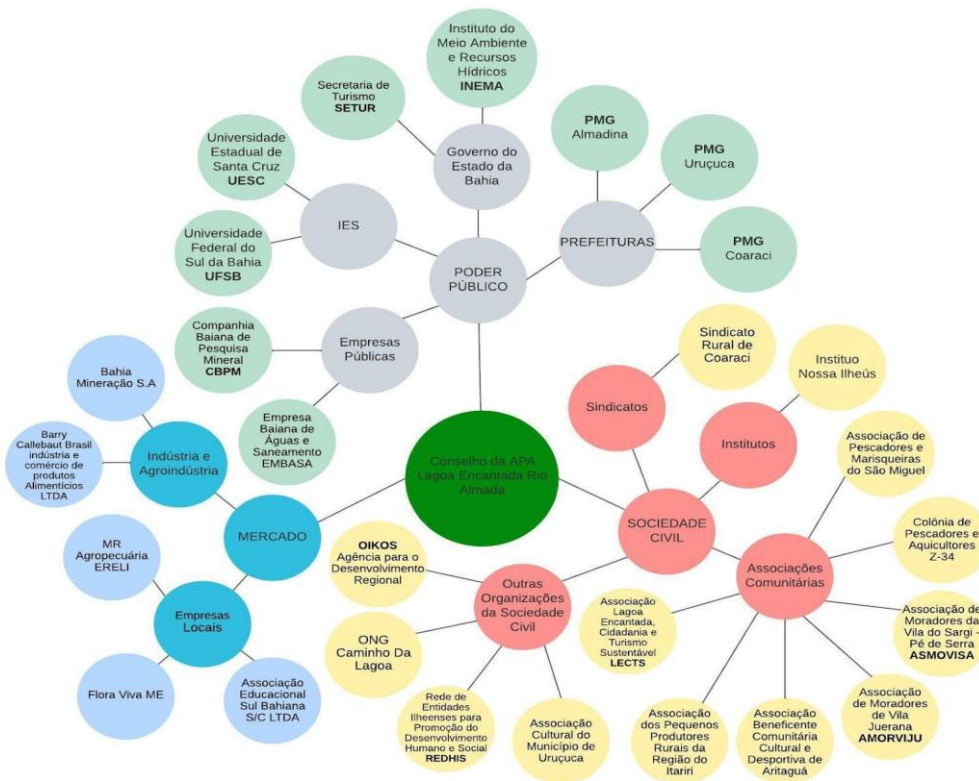 Instituto do
Meio Ambiente
e Recursos
Hídricos
INEMA
Secretaria de
Turismo
SETUR
Governo do
Estado da
Bahia
PMG
Almadina
PMG
Uruçuca
PMG
Coaraci
PREFEITURAS
Universidade
Estadual de
Santa Cruz
UESC
IES
Universidade
Federal do
Sul da Bahia
UFSB
PODER
PÚBLICO
Companhia
Baiana de
Pesquisa
Mineral
CBPM
Empresas
Públicas
Empresa
Baiana de
Águas e
Saneamento
EMBASA
Bahia
Mineração S.A
Barry
Callebaut Brasil
indústria e
comércio de
produtos
Alimentícios
LTDA
Indústria e
Agroindústria
MERCADO
MR
Agropecuária
ERELI
Empresas
Locais
Flora Viva ME
Associação
Educacional
Sul Bahiana
S/C LTDA
Conselho da APA
Lagoa Encantada Rio
Almada
Sindicato
Rural de
Coaraci
Sindicatos
Instituo
Nossa Ilheús
Institutos
SOCIEDADE
CIVIL
Associação de
Pescadores e
Marisqueiras
do São Miguel
Colônia de
Pescadores e
Aquicultores
Z-34
Associações
Comunitárias
Associação de
Moradores da
Vila do Sargi -
Pé de Serra
ASMOVISA
Associação
de Moradores
de Vila
Juerana
AMORVIJU
Associação
Beneficente
Comunitária
Cultural e
Desportiva de
Aritaguá
Associação
dos Pequenos
Produtores
Rurais da
Região do
Itariri
Associação
Lagoa
Encantada,
Cidadania e
Turismo
Sustentável
LECTS
Outras
Organizações
da Sociedade
Civil
OIKOS
Agência para o
Desenvolvimento
Regional
ONG
Caminho Da
Lagoa
Rede de
Entidades
Ilheenses para
Promoção do
Desenvolvimento
Humano e Social
REDHIS
Associação
Cultural do
Município de
Uruçuca